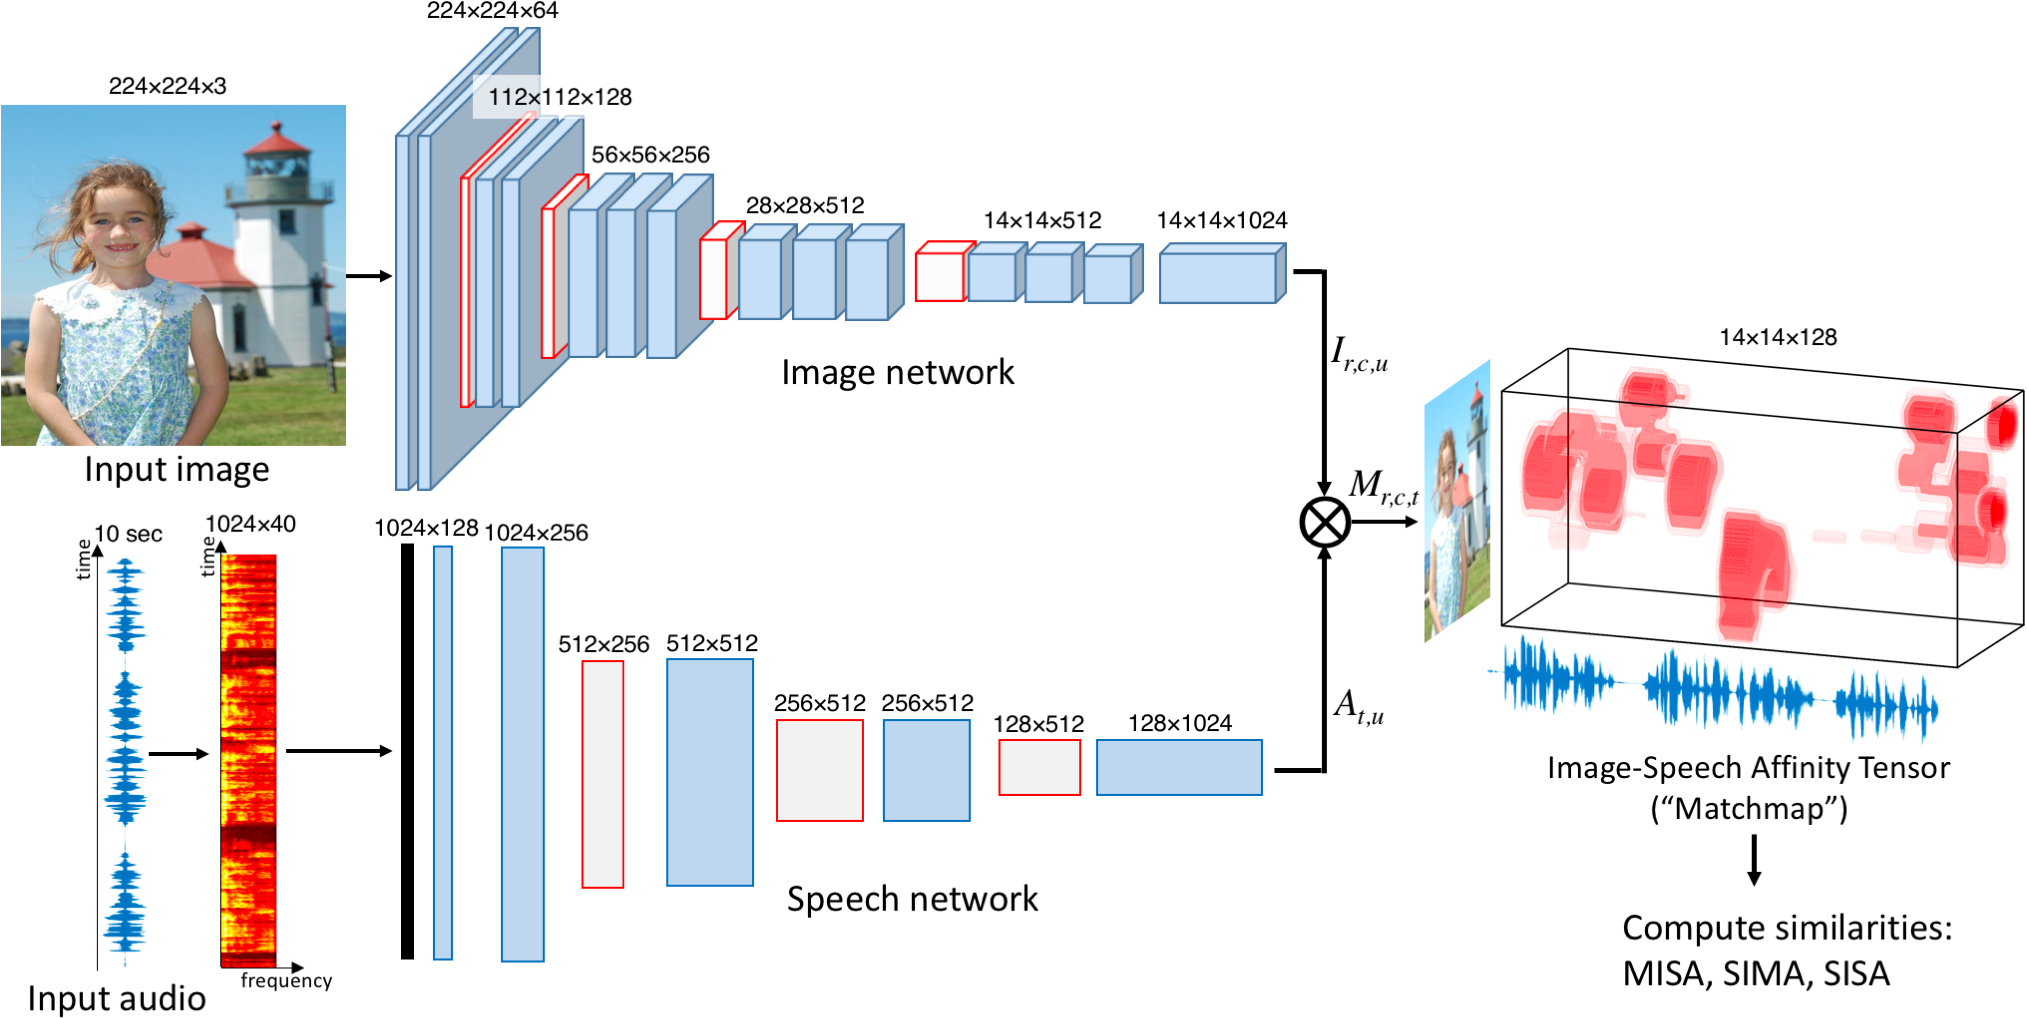 224×224×64
224×224×3
112×112×128
56×56×256
28×28×512
14×14×512
14×14×1024
Image network
Input image
I_{r,c,u}
14×14×128
M_{r,c,t}
10 sec
time
1024×40
time
frequency
Input audio
1024×128
1024×256
512×256
512×512
256×512
256×512
128×512
128×1024
Speech network
A_{t,u}
Image-Speech Affinity Tensor
(“Matchmap”)
Compute similarities:
MISA, SIMA, SISA